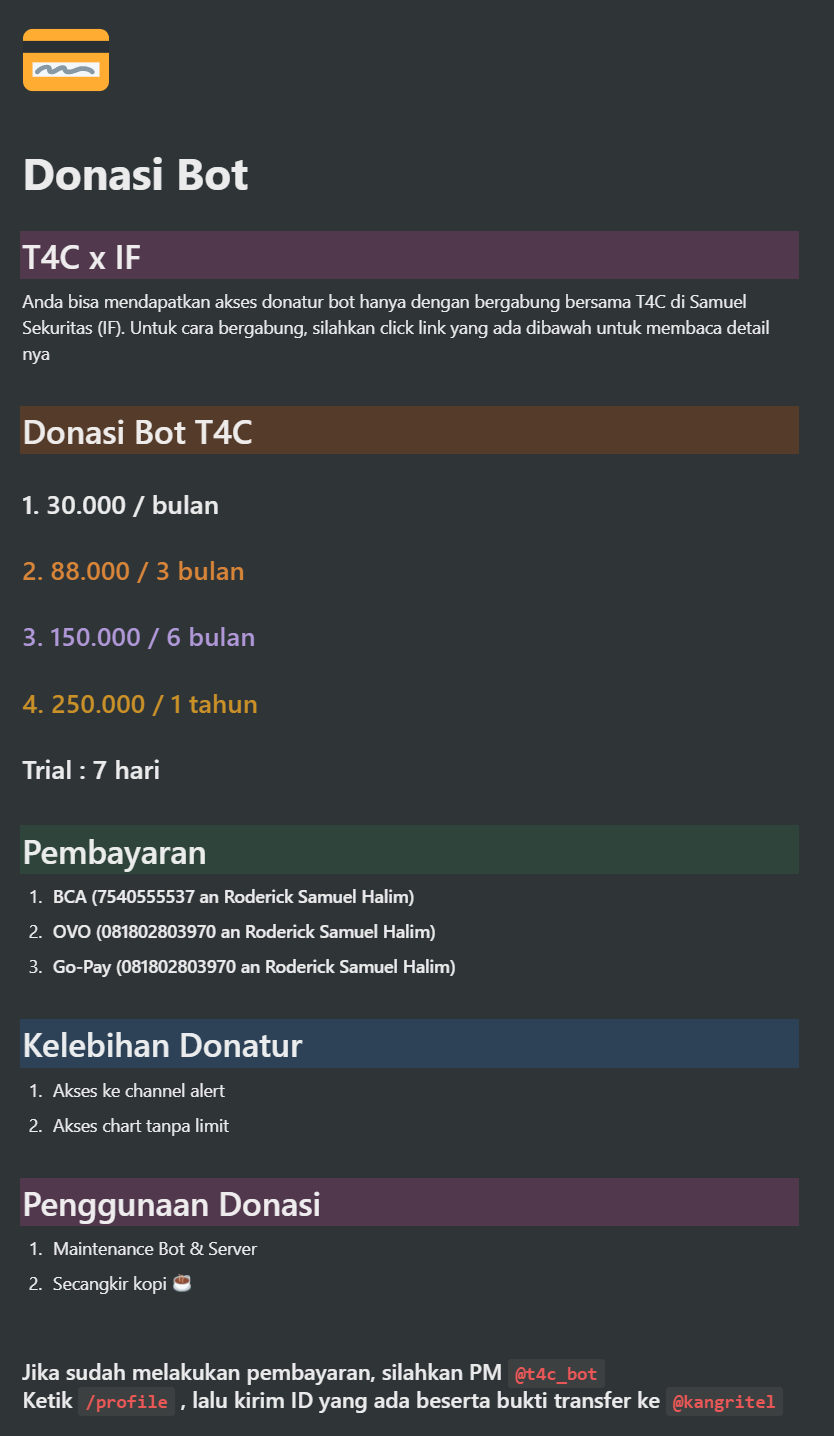 Donasi Bot
T4C x IF
Anda bisa mendapatkan akses donatur bot hanya dengan bergabung bersama T4C di Samuel
Sekuritas (IF). Untuk cara bergabung, silahkan click link yang ada dibawah untuk membaca detail
nya
Donasi Bot T4C
1. 30.000 / bulan
2. 88.000 / 3 bulan
3. 150.000 / 6 bulan
4. 250.000 / 1 tahun
Trial : 7 hari
Pembayaran
1. BCA (7540555537 an Roderick Samuel Halim)
2. OVO (081802803970 an Roderick Samuel Halim)
3. Go-Pay (081802803970 an Roderick Samuel Halim)
Kelebihan Donatur
1. Akses ke channel alert
2. Akses chart tanpa limit
Penggunaan Donasi
1. Maintenance Bot & Server
2. Secangkir kopi ☕
Jika sudah melakukan pembayaran, silahkan PM @t4c_bot
Ketik /profile , lalu kirim ID yang ada beserta bukti transfer ke @kangritel